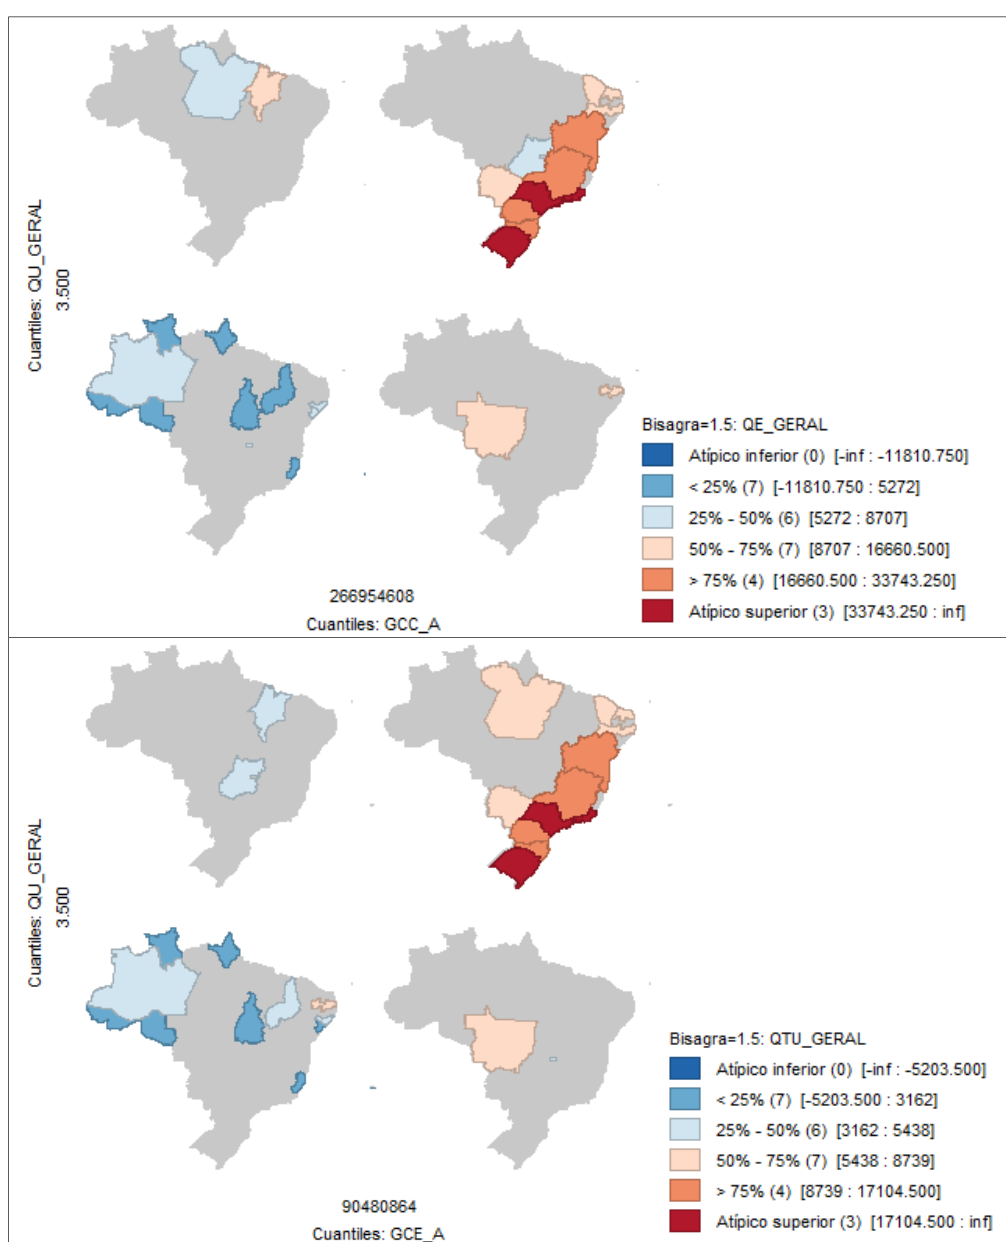 Cuantiles: QU_GERAL
3.500
Bisagra=1.5: QE_GERAL
Atípico inferior (0) [-inf : -11810.750]
< 25% (7) [-11810.750 : 5272]
25% - 50% (6) [5272 : 8707]
50% - 75% (7) [8707 : 16660.500]
> 75% (4) [16660.500 : 33743.250]
Atípico superior (3) [33743.250 : inf]
266954608
Cuantiles: GCC_A
Cuantiles: QU_GERAL
3.500
Bisagra=1.5: QTU_GERAL
Atípico inferior (0) [-inf : -5203.500]
< 25% (7) [-5203.500 : 3162]
25% - 50% (6) [3162 : 5438]
50% - 75% (7) [5438 : 8739]
> 75% (4) [8739 : 17104.500]
Atípico superior (3) [17104.500 : inf]
90480864
Cuantiles: GCE_A